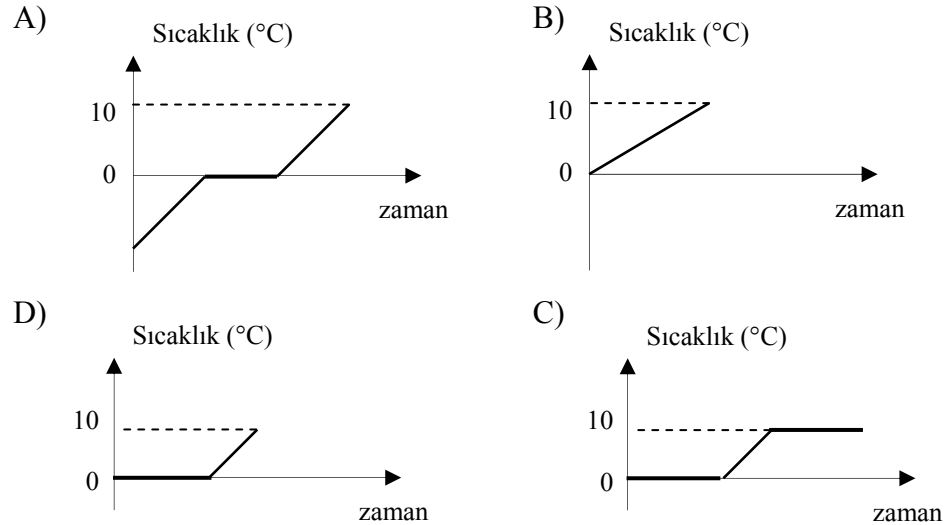 A)
Sıcaklık (°C)
10
0
zaman
B)
Sıcaklık (°C)
10
0
zaman
D)
Sıcaklık (°C)
10
0
zaman
C)
Sıcaklık (°C)
10
0
zaman